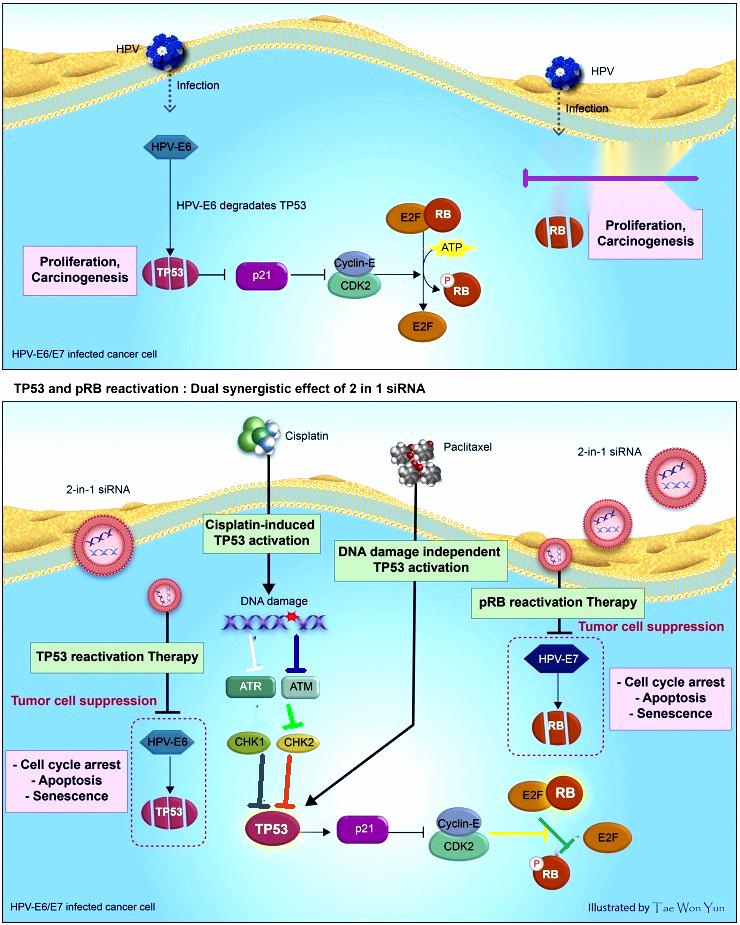 HPV
Infection
HPV-E6
HPV-E6 degrades TP53
Proliferation,
Carcinogenesis
TP53
p21
Cyclin-E
CDK2
E2F
RB
ATP
P
RB
E2F
HPV
Infection
RB
Proliferation,
Carcinogenesis
HPV-E6/E7 infected cancer cell
TP53 and pRB reactivation : Dual synergistic effect of 2 in 1 siRNA
Cisplatin
Paclitaxel
2-in-1 siRNA
2-in-1 siRNA
Cisplatin-induced
TP53 activation
DNA damage independent
TP53 activation
DNA damage
pRB reactivation Therapy
Tumor cell suppression
TP53 reactivation Therapy
Tumor cell suppression
ATR
ATM
HPV-E7
RB
- Cell cycle arrest
- Apoptosis
- Senescence
HPV-E6
TP53
- Cell cycle arrest
- Apoptosis
- Senescence
CHK1
CHK2
TP53
p21
Cyclin-E
CDK2
E2F
RB
E2F
P
RB
HPV-E6/E7 infected cancer cell
Illustrated by Tae Won Yun